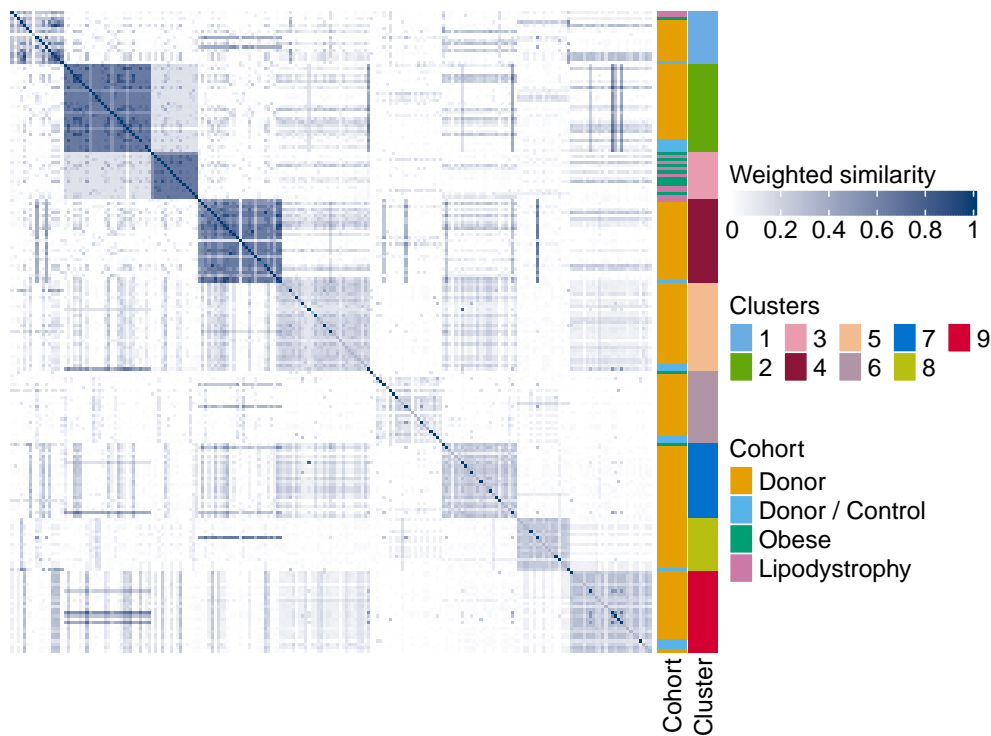 Weighted similarity
0 0.2 0.4 0.6 0.8 1
Clusters
1 3 5 7 9
2 4 6 8
Cohort
Donor
Donor / Control
Obese
Lipodystrophy
Cohort
Cluster